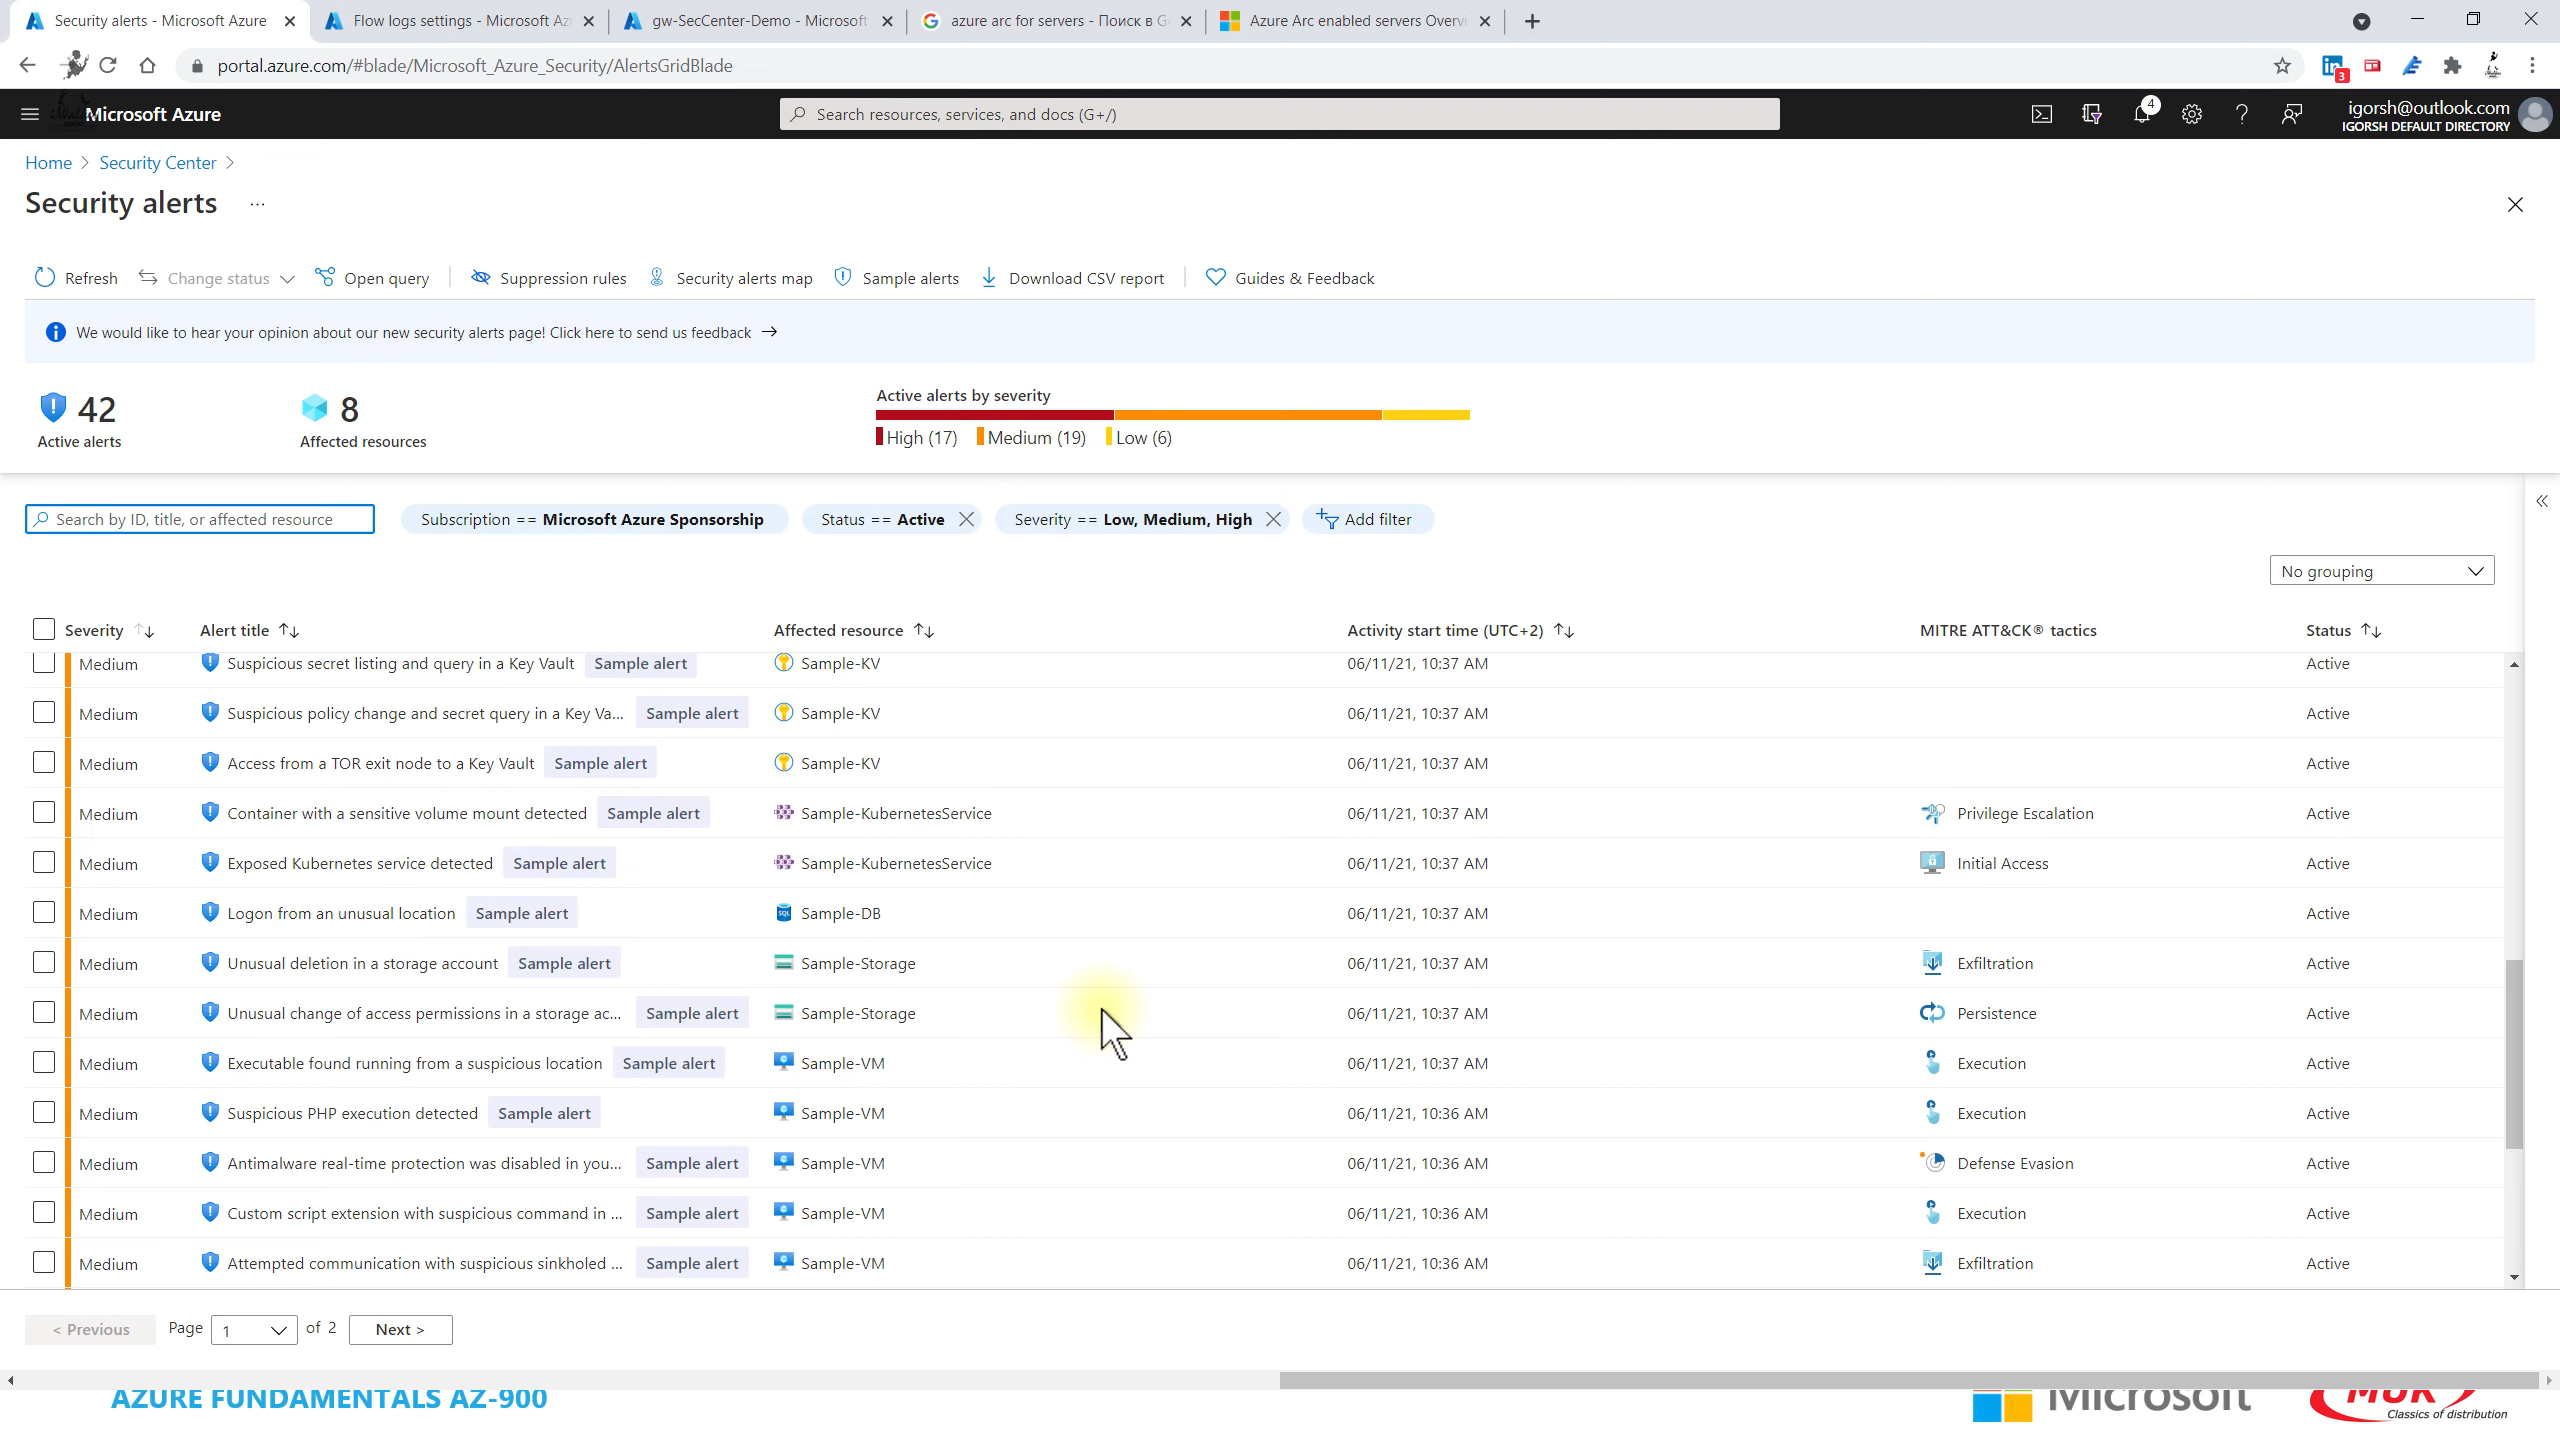 Security alerts - Microsoft Azure
Flow logs settings - Microsoft Az
gw-SecCenter-Demo - Microsoft
azure arc for servers - Поиск в G
Azure Arc enabled servers Overvi
portal.azure.com/#blade/Microsoft_Azure_Security/AlertsGridBlade
3
Microsoft Azure
Search resources, services, and docs (G+/)
4
igorsh@outlook.com
IGORSH DEFAULT DIRECTORY
Home > Security Center >
Security alerts ...
Refresh
Change status
Open query
Suppression rules
Security alerts map
Sample alerts
Download CSV report
Guides & Feedback
We would like to hear your opinion about our new security alerts page! Click here to send us feedback →
42
Active alerts
8
Affected resources
Active alerts by severity
High (17) Medium (19) Low (6)
Search by ID, title, or affected resource
Subscription == Microsoft Azure Sponsorship
Status == Active
Severity == Low, Medium, High
Add filter
No grouping
Severity Alert title Affected resource Activity start time (UTC+2) MITRE ATT&CK® tactics Status
Medium Suspicious secret listing and query in a Key Vault Sample alert Sample-KV 06/11/21, 10:37 AM Active
Medium Suspicious policy change and secret query in a Key Va... Sample alert Sample-KV 06/11/21, 10:37 AM Active
Medium Access from a TOR exit node to a Key Vault Sample alert Sample-KV 06/11/21, 10:37 AM Active
Medium Container with a sensitive volume mount detected Sample alert Sample-KubernetesService 06/11/21, 10:37 AM Privilege Escalation Active
Medium Exposed Kubernetes service detected Sample alert Sample-KubernetesService 06/11/21, 10:37 AM Initial Access Active
Medium Logon from an unusual location Sample alert Sample-DB 06/11/21, 10:37 AM Active
Medium Unusual deletion in a storage account Sample alert Sample-Storage 06/11/21, 10:37 AM Exfiltration Active
Medium Unusual change of access permissions in a storage ac... Sample alert Sample-Storage 06/11/21, 10:37 AM Persistence Active
Medium Executable found running from a suspicious location Sample alert Sample-VM 06/11/21, 10:37 AM Execution Active
Medium Suspicious PHP execution detected Sample alert Sample-VM 06/11/21, 10:36 AM Execution Active
Medium Antimalware real-time protection was disabled in you... Sample alert Sample-VM 06/11/21, 10:36 AM Defense Evasion Active
Medium Custom script extension with suspicious command in ... Sample alert Sample-VM 06/11/21, 10:36 AM Execution Active
Medium Attempted communication with suspicious sinkholed ... Sample alert Sample-VM 06/11/21, 10:36 AM Exfiltration Active
< Previous Page 1 of 2 Next >
AZURE FUNDAMENTALS AZ-900
Microsoft
MUK
Classics of distribution